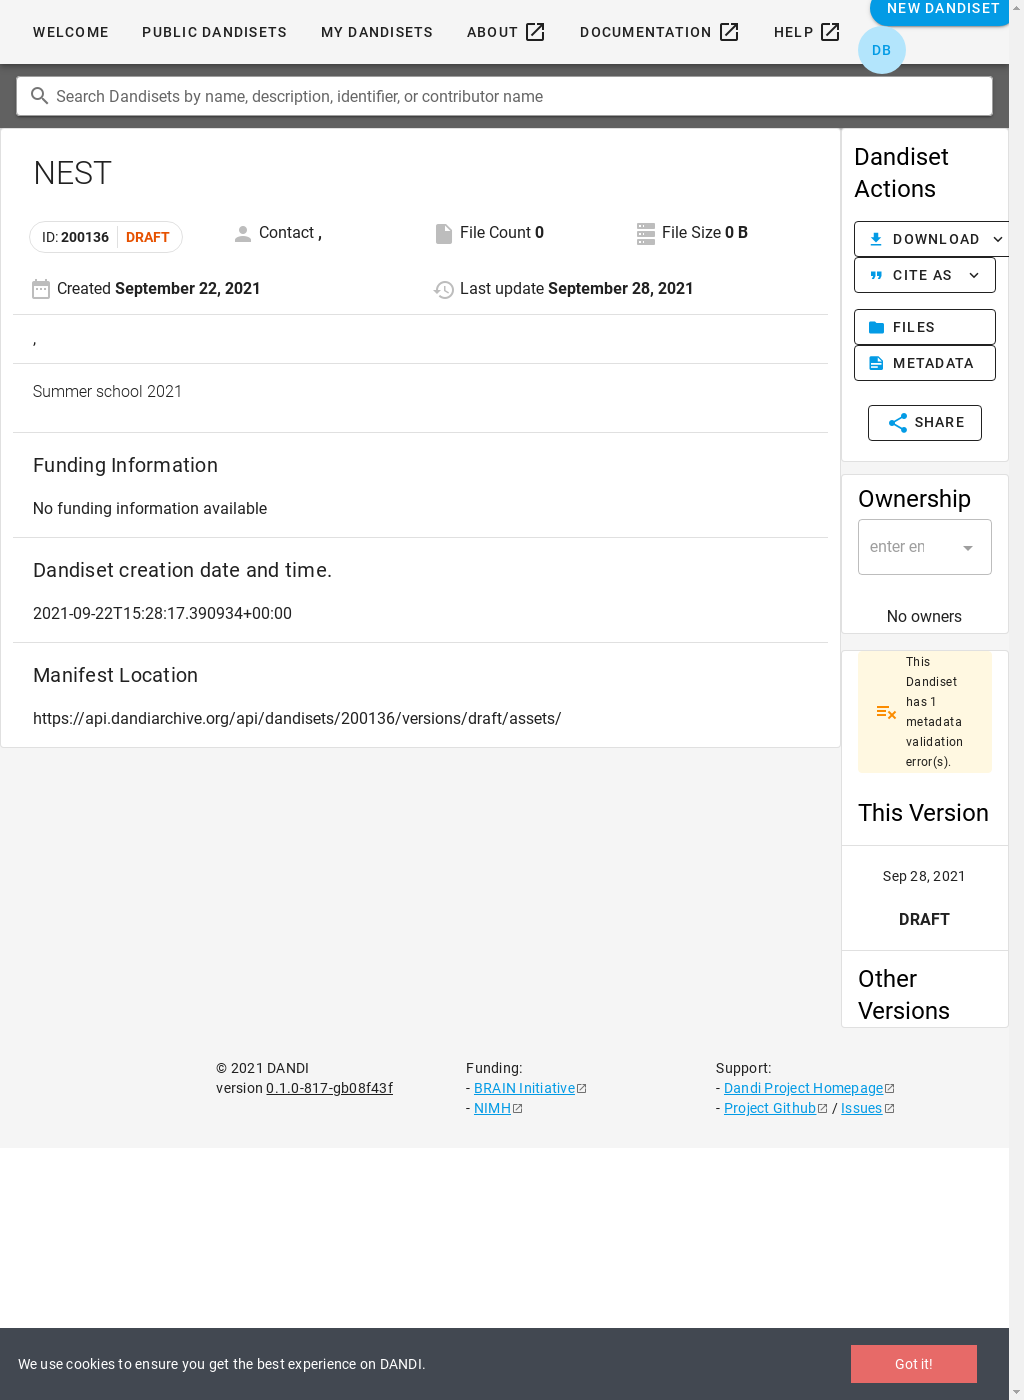 WELCOME PUBLIC DANDISETS MY DANDISETS ABOUT DOCUMENTATION HELP NEW DANDISET
DB
Search Dandisets by name, description, identifier, or contributor name
NEST
ID: 200136 DRAFT
Contact ,
File Count 0
File Size 0 B
Created September 22, 2021
Last update September 28, 2021
,
Summer school 2021
Funding Information
No funding information available
Dandiset creation date and time.
2021-09-22T15:28:17.390934+00:00
Manifest Location
https://api.dandiarchive.org/api/dandisets/200136/versions/draft/assets/
Dandiset
Actions
DOWNLOAD
CITE AS
FILES
METADATA
SHARE
Ownership
enter en
No owners
This
Dandiset
has 1
metadata
validation
error(s).
This Version
Sep 28, 2021
DRAFT
Other
Versions
© 2021 DANDI
version 0.1.0-817-gb08f43f
Funding:
- BRAIN Initiative
- NIMH
Support:
- Dandi Project Homepage
- Project Github / Issues
We use cookies to ensure you get the best experience on DANDI.
Got it!